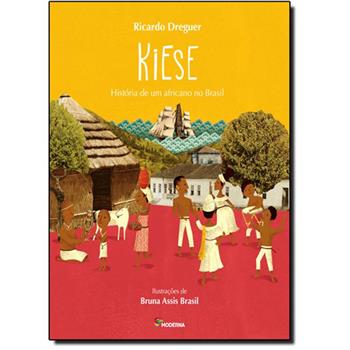 Ricardo Dreguer
KiESE
História de um africano no Brasil
Ilustrações de
Bruna Assis Brasil
MODERNA